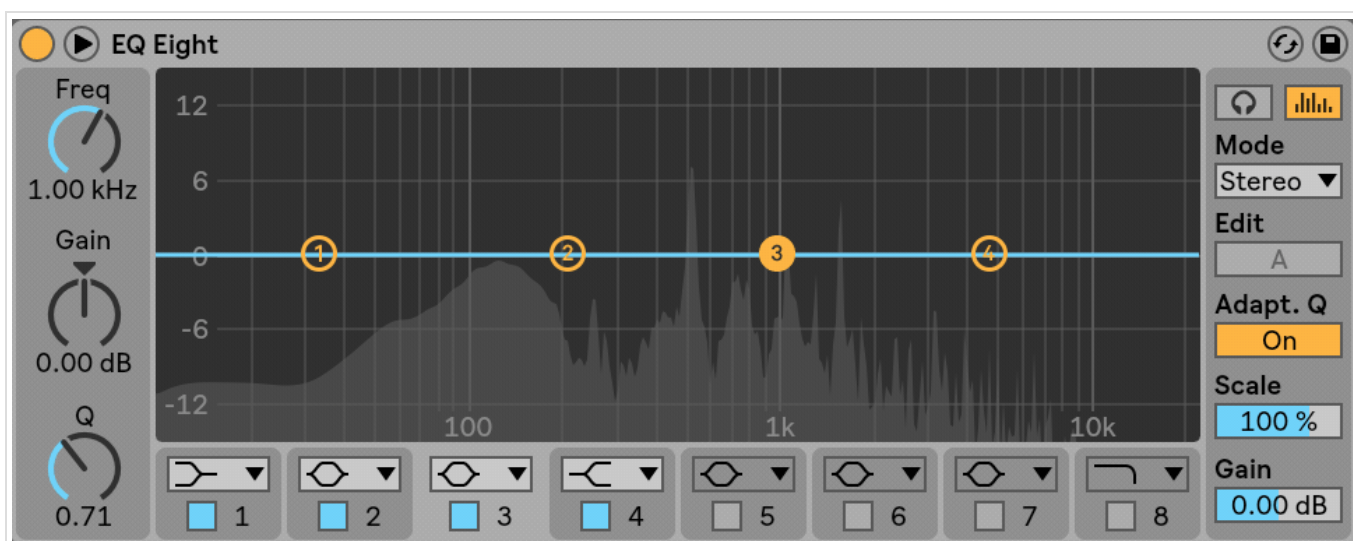 EQ Eight
Freq
1.00 kHz
Gain
0.00 dB
Q
0.71
12
6
0
-6
-12
1
2
3
4
100
1k
10k
1
2
3
4
5
6
7
8
Mode
Stereo
Edit
A
Adapt. Q
On
Scale
100 %
Gain
0.00 dB